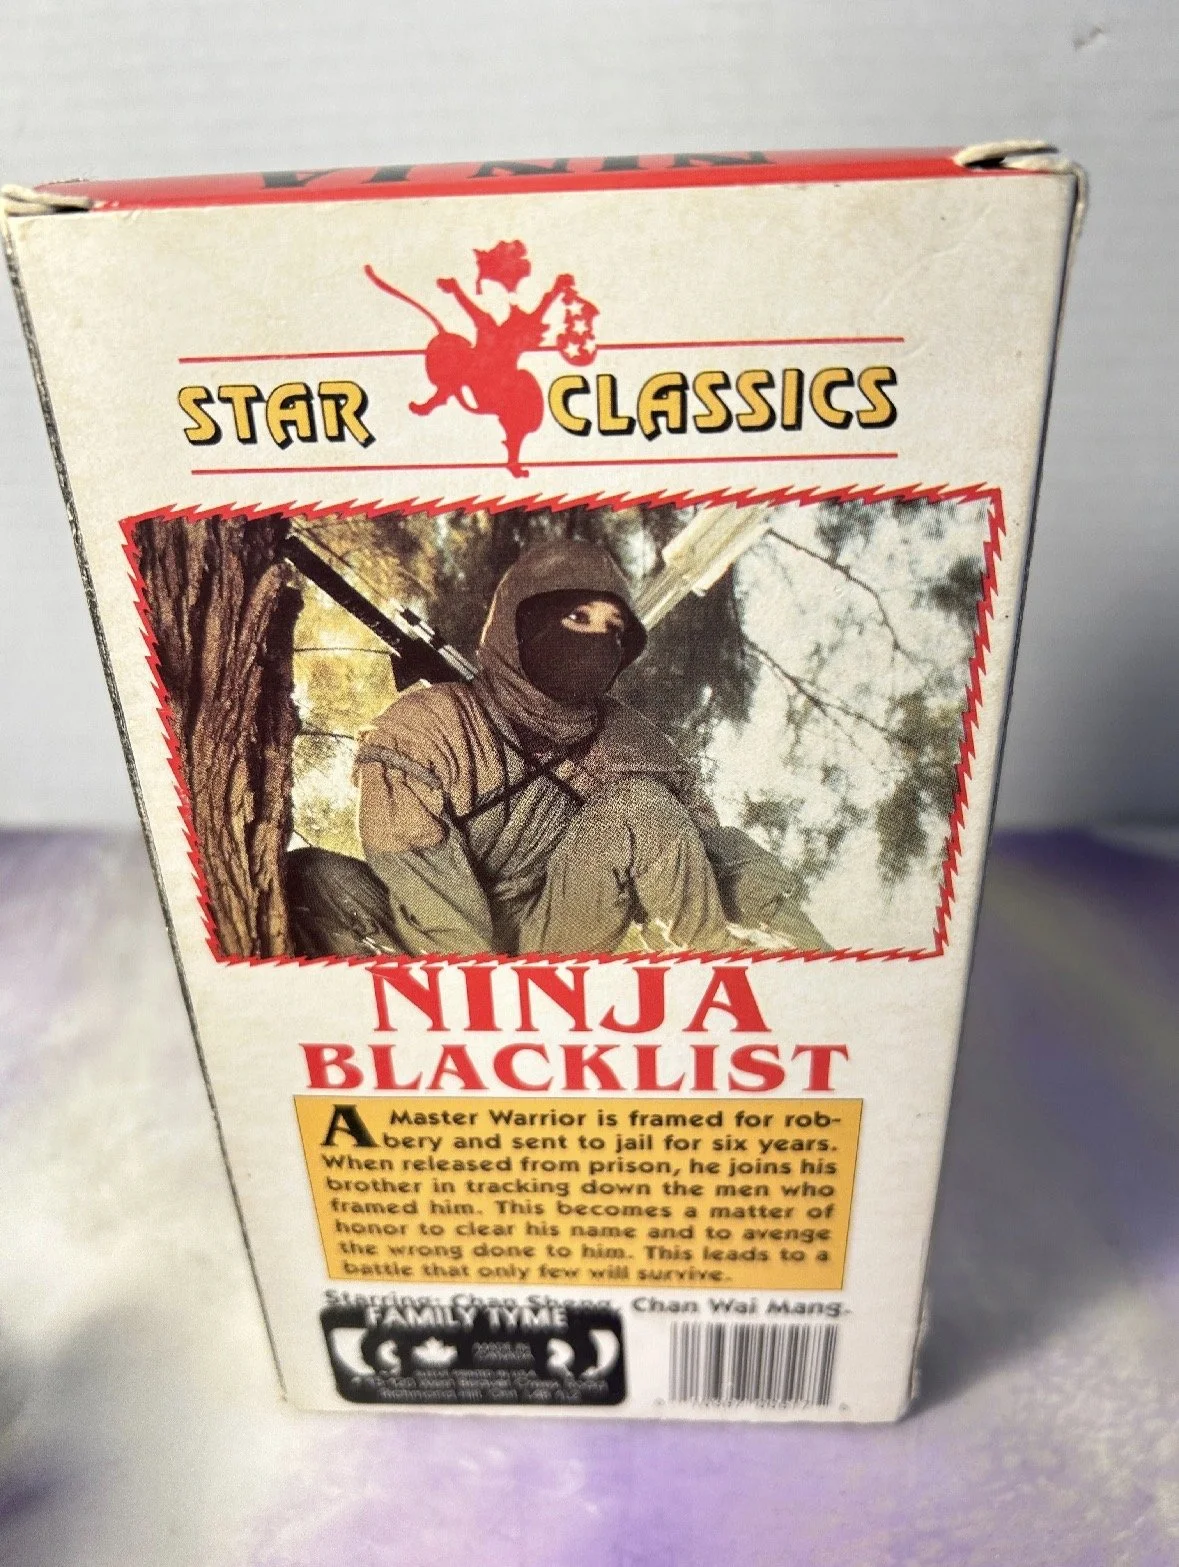 NINJA
STAR CLASSICS
NINJA
BLACKLIST
A Master Warrior is framed for rob-
bery and sent to jail for six years.
When released from prison, he joins his
brother in tracking down the men who
framed him. This becomes a matter of
honor to clear his name and to avenge
the wrong done to him. This leads to a
battle that only few will survive.
Starring: Chan Sheng, Chan Wai Mang.
FAMILY TYME
MADE IN
CANADA